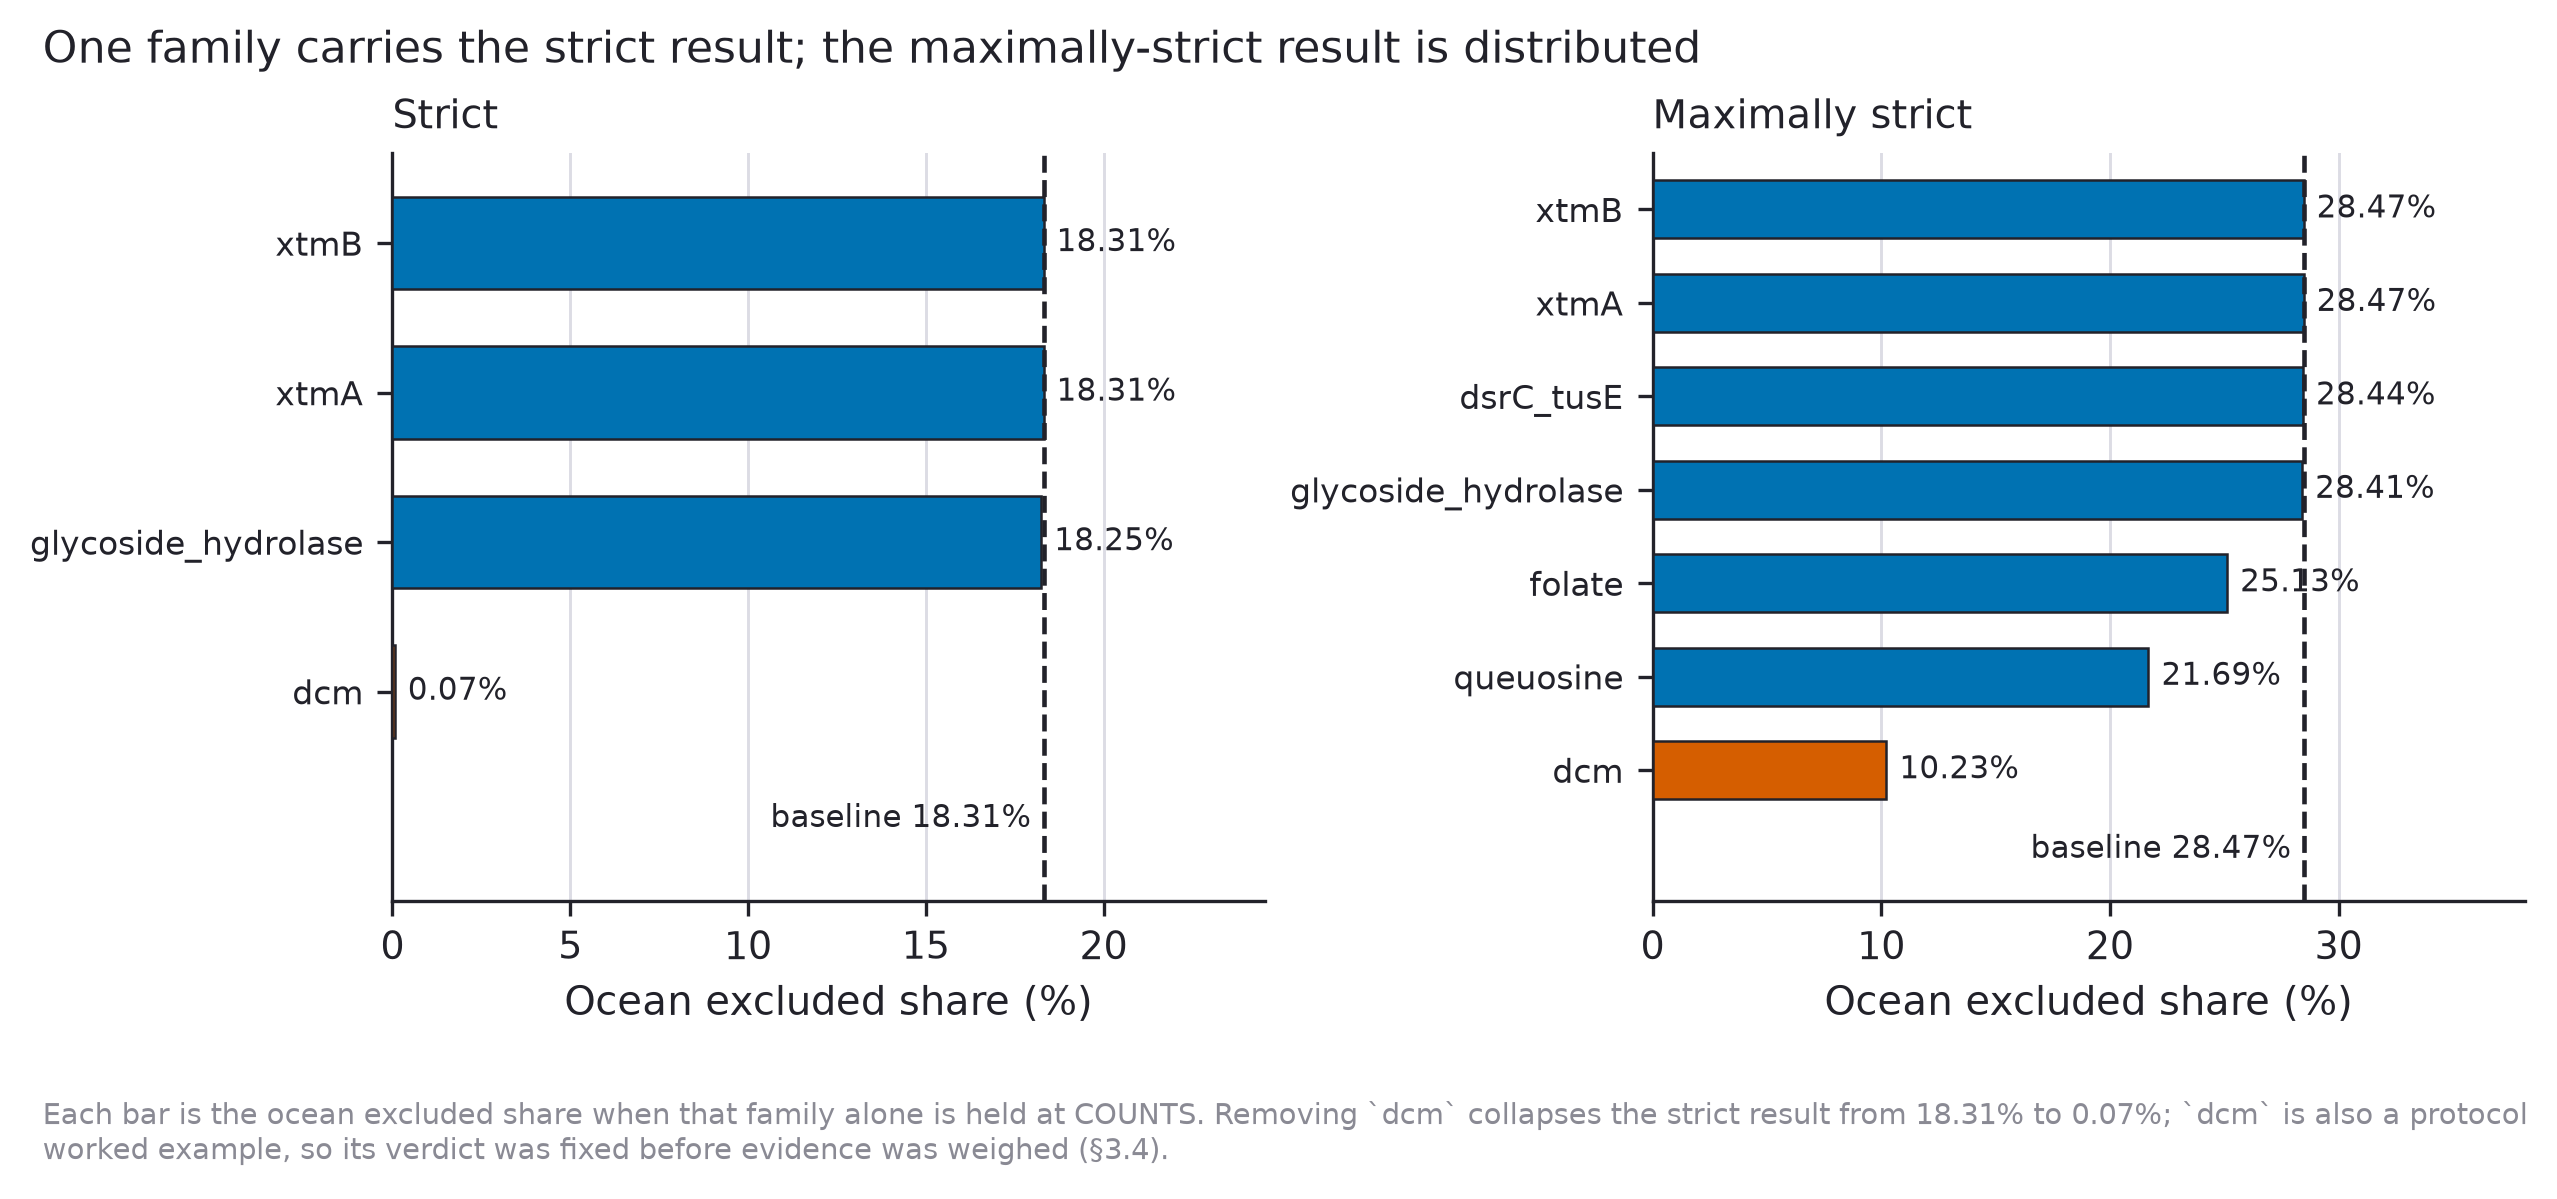 One family carries the strict result; the maximally-strict result is distributed
Strict
xtmB
18.31%
xtmA
18.31%
glycoside_hydrolase
18.25%
dcm
0.07%
baseline 18.31%
0
5
10
15
20
Ocean excluded share (%)
Maximally strict
xtmB
28.47%
xtmA
28.47%
dsrC_tusE
28.44%
glycoside_hydrolase
28.41%
folate
25.13%
queuosine
21.69%
dcm
10.23%
baseline 28.47%
0
10
20
30
Ocean excluded share (%)
Each bar is the ocean excluded share when that family alone is held at COUNTS. Removing `dcm` collapses the strict result from 18.31% to 0.07%; `dcm` is also a protocol
worked example, so its verdict was fixed before evidence was weighed (§3.4).